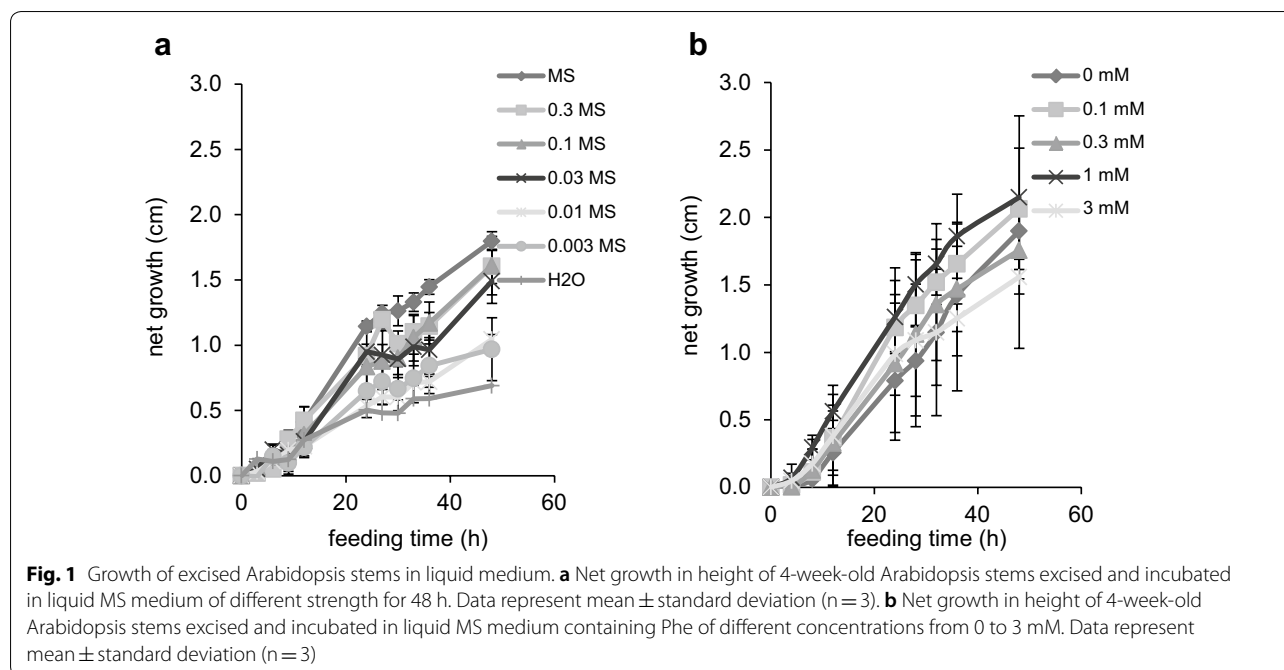 a
3.0
2.5
2.0
1.5
1.0
0.5
0.0
net growth (cm)
0
20
40
60
feeding time (h)
MS
0.3 MS
0.1 MS
0.03 MS
0.01 MS
0.003 MS
H2O
b
3.0
2.5
2.0
1.5
1.0
0.5
0.0
net growth (cm)
0
20
40
60
feeding time (h)
0 mM
0.1 mM
0.3 mM
1 mM
3 mM
Fig. 1 Growth of excised Arabidopsis stems in liquid medium. a Net growth in height of 4-week-old Arabidopsis stems excised and incubated
in liquid MS medium of different strength for 48 h. Data represent mean ± standard deviation (n = 3). b Net growth in height of 4-week-old
Arabidopsis stems excised and incubated in liquid MS medium containing Phe of different concentrations from 0 to 3 mM. Data represent
mean ± standard deviation (n = 3)